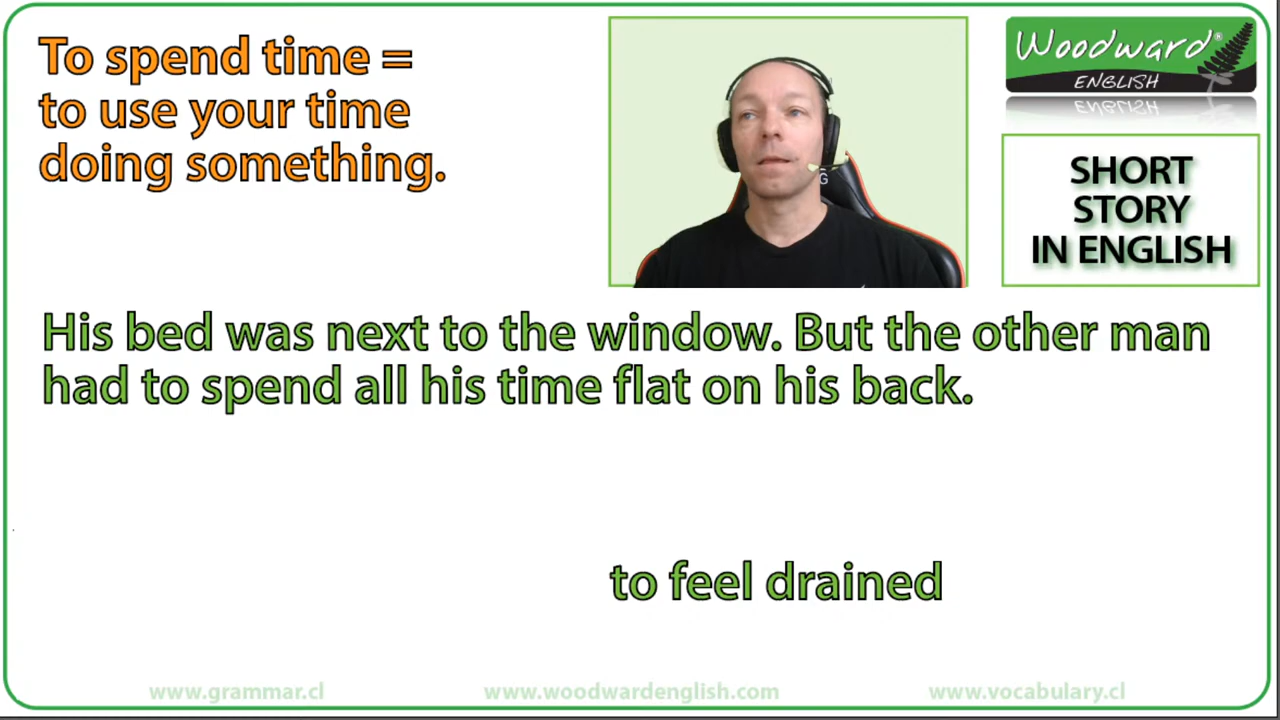 To spend time =
to use your time
doing something.
Woodward®
ENGLISH
SHORT
STORY
IN ENGLISH
His bed was next to the window. But the other man
had to spend all his time flat on his back.
to feel drained
www.grammar.cl
www.woodwardenglish.com
www.vocabulary.cl